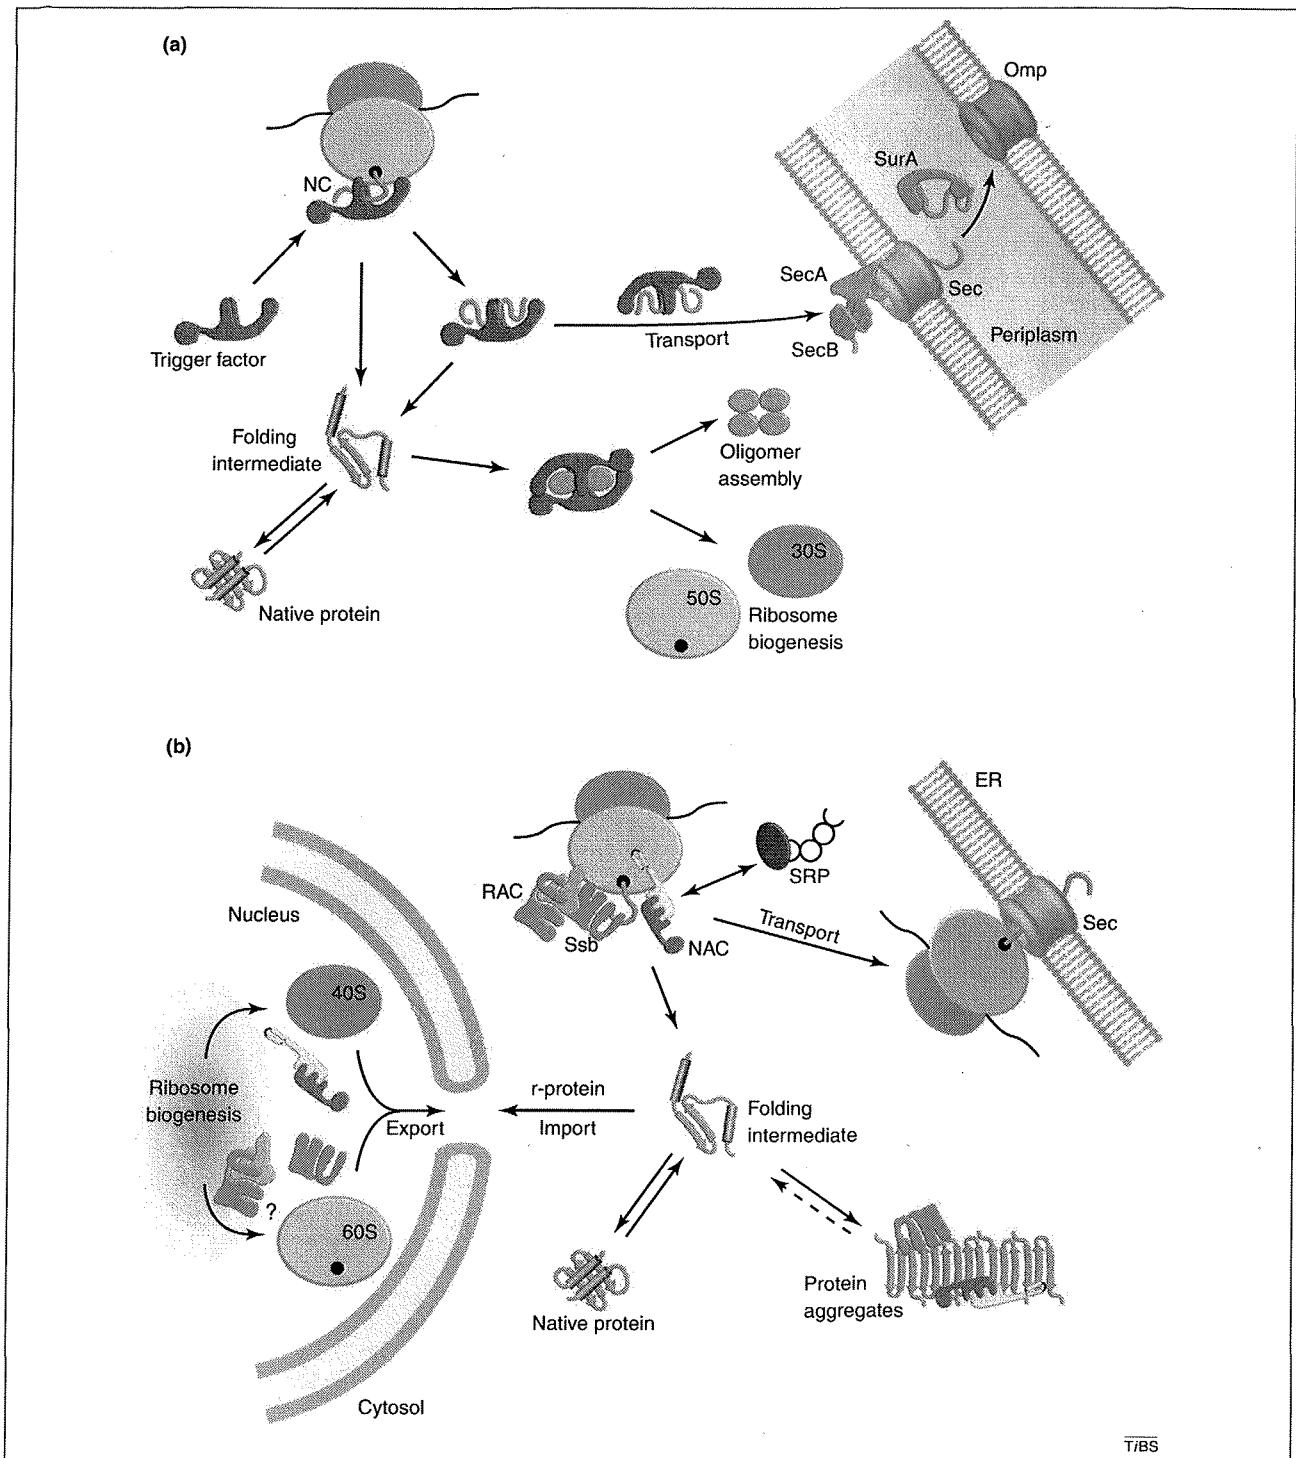 (a)
Omp
SurA
NC
SecA
Sec
Periplasm
SecB
Trigger factor
Transport
Folding
intermediate
Oligomer
assembly
30S
50S
Native protein
Ribosome
biogenesis
(b)
ER
SRP
RAC
Nucleus
Ssb
NAC
Transport
Sec
40S
Ribosome
biogenesis
Export
r-protein
Import
Folding
intermediate
?
60S
Protein
aggregates
Native protein
Cytosol
TiBS